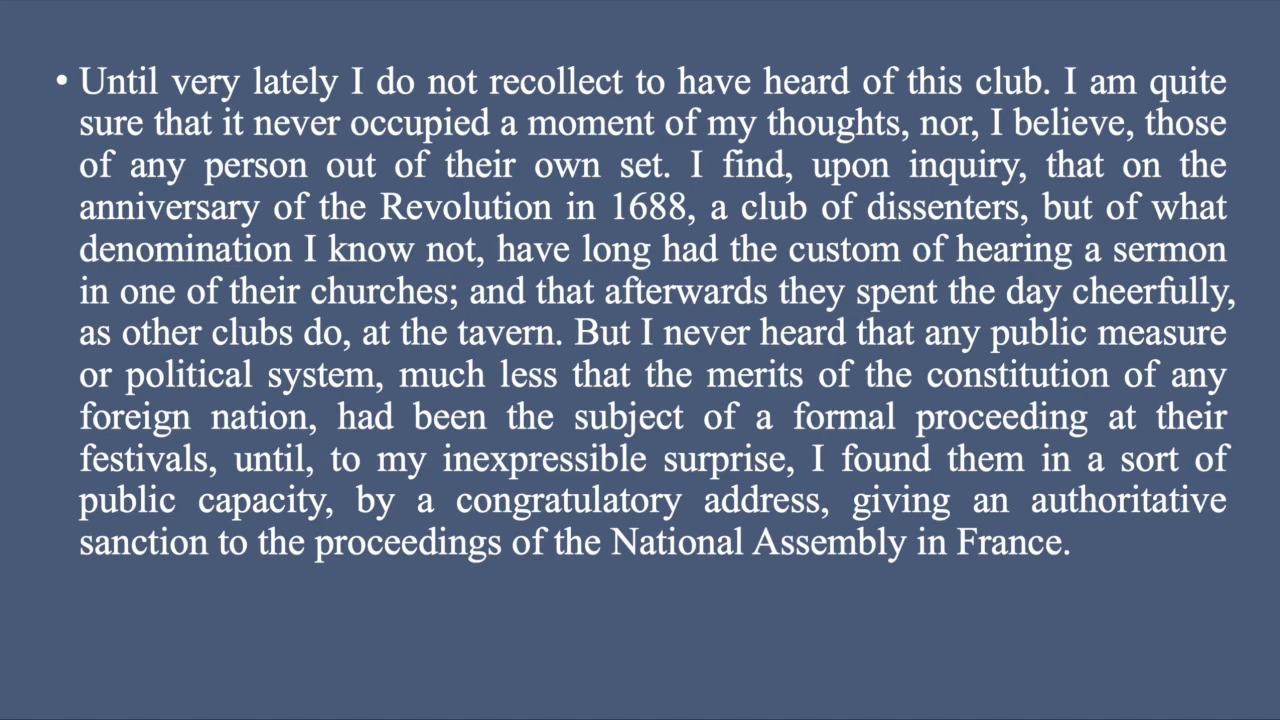 • Until very lately I do not recollect to have heard of this club. I am quite
sure that it never occupied a moment of my thoughts, nor, I believe, those
of any person out of their own set. I find, upon inquiry, that on the
anniversary of the Revolution in 1688, a club of dissenters, but of what
denomination I know not, have long had the custom of hearing a sermon
in one of their churches; and that afterwards they spent the day cheerfully,
as other clubs do, at the tavern. But I never heard that any public measure
or political system, much less that the merits of the constitution of any
foreign nation, had been the subject of a formal proceeding at their
festivals, until, to my inexpressible surprise, I found them in a sort of
public capacity, by a congratulatory address, giving an authoritative
sanction to the proceedings of the National Assembly in France.